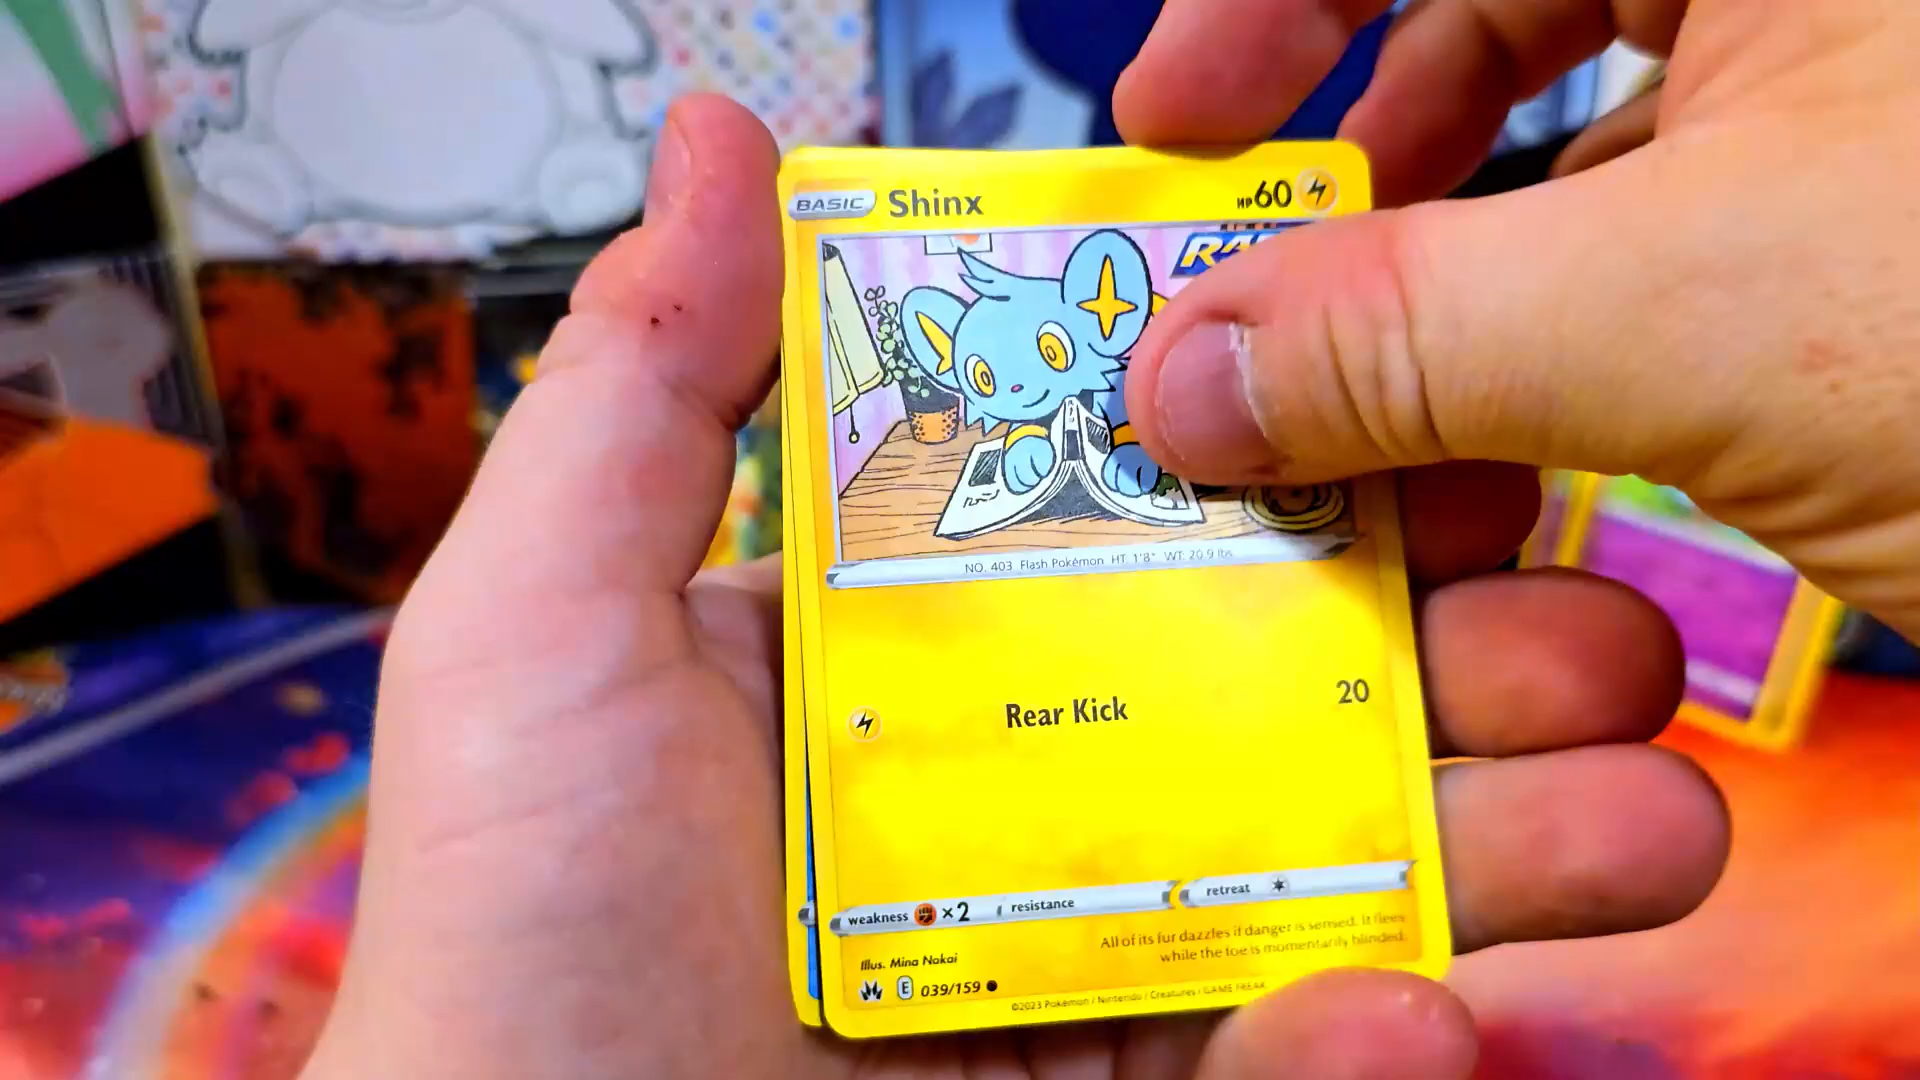 BASIC Shinx HP60
RA
NO. 403 Flash Pokémon HT: 1'8" WT: 20.9 lbs.
Rear Kick 20
weakness ×2 resistance retreat
All of its fur dazzles if danger is sensed. It flees
while the foe is momentarily blinded.
Illus. Mina Nakai
E 039/159
©2023 Pokémon / Nintendo / Creatures / GAME FREAK